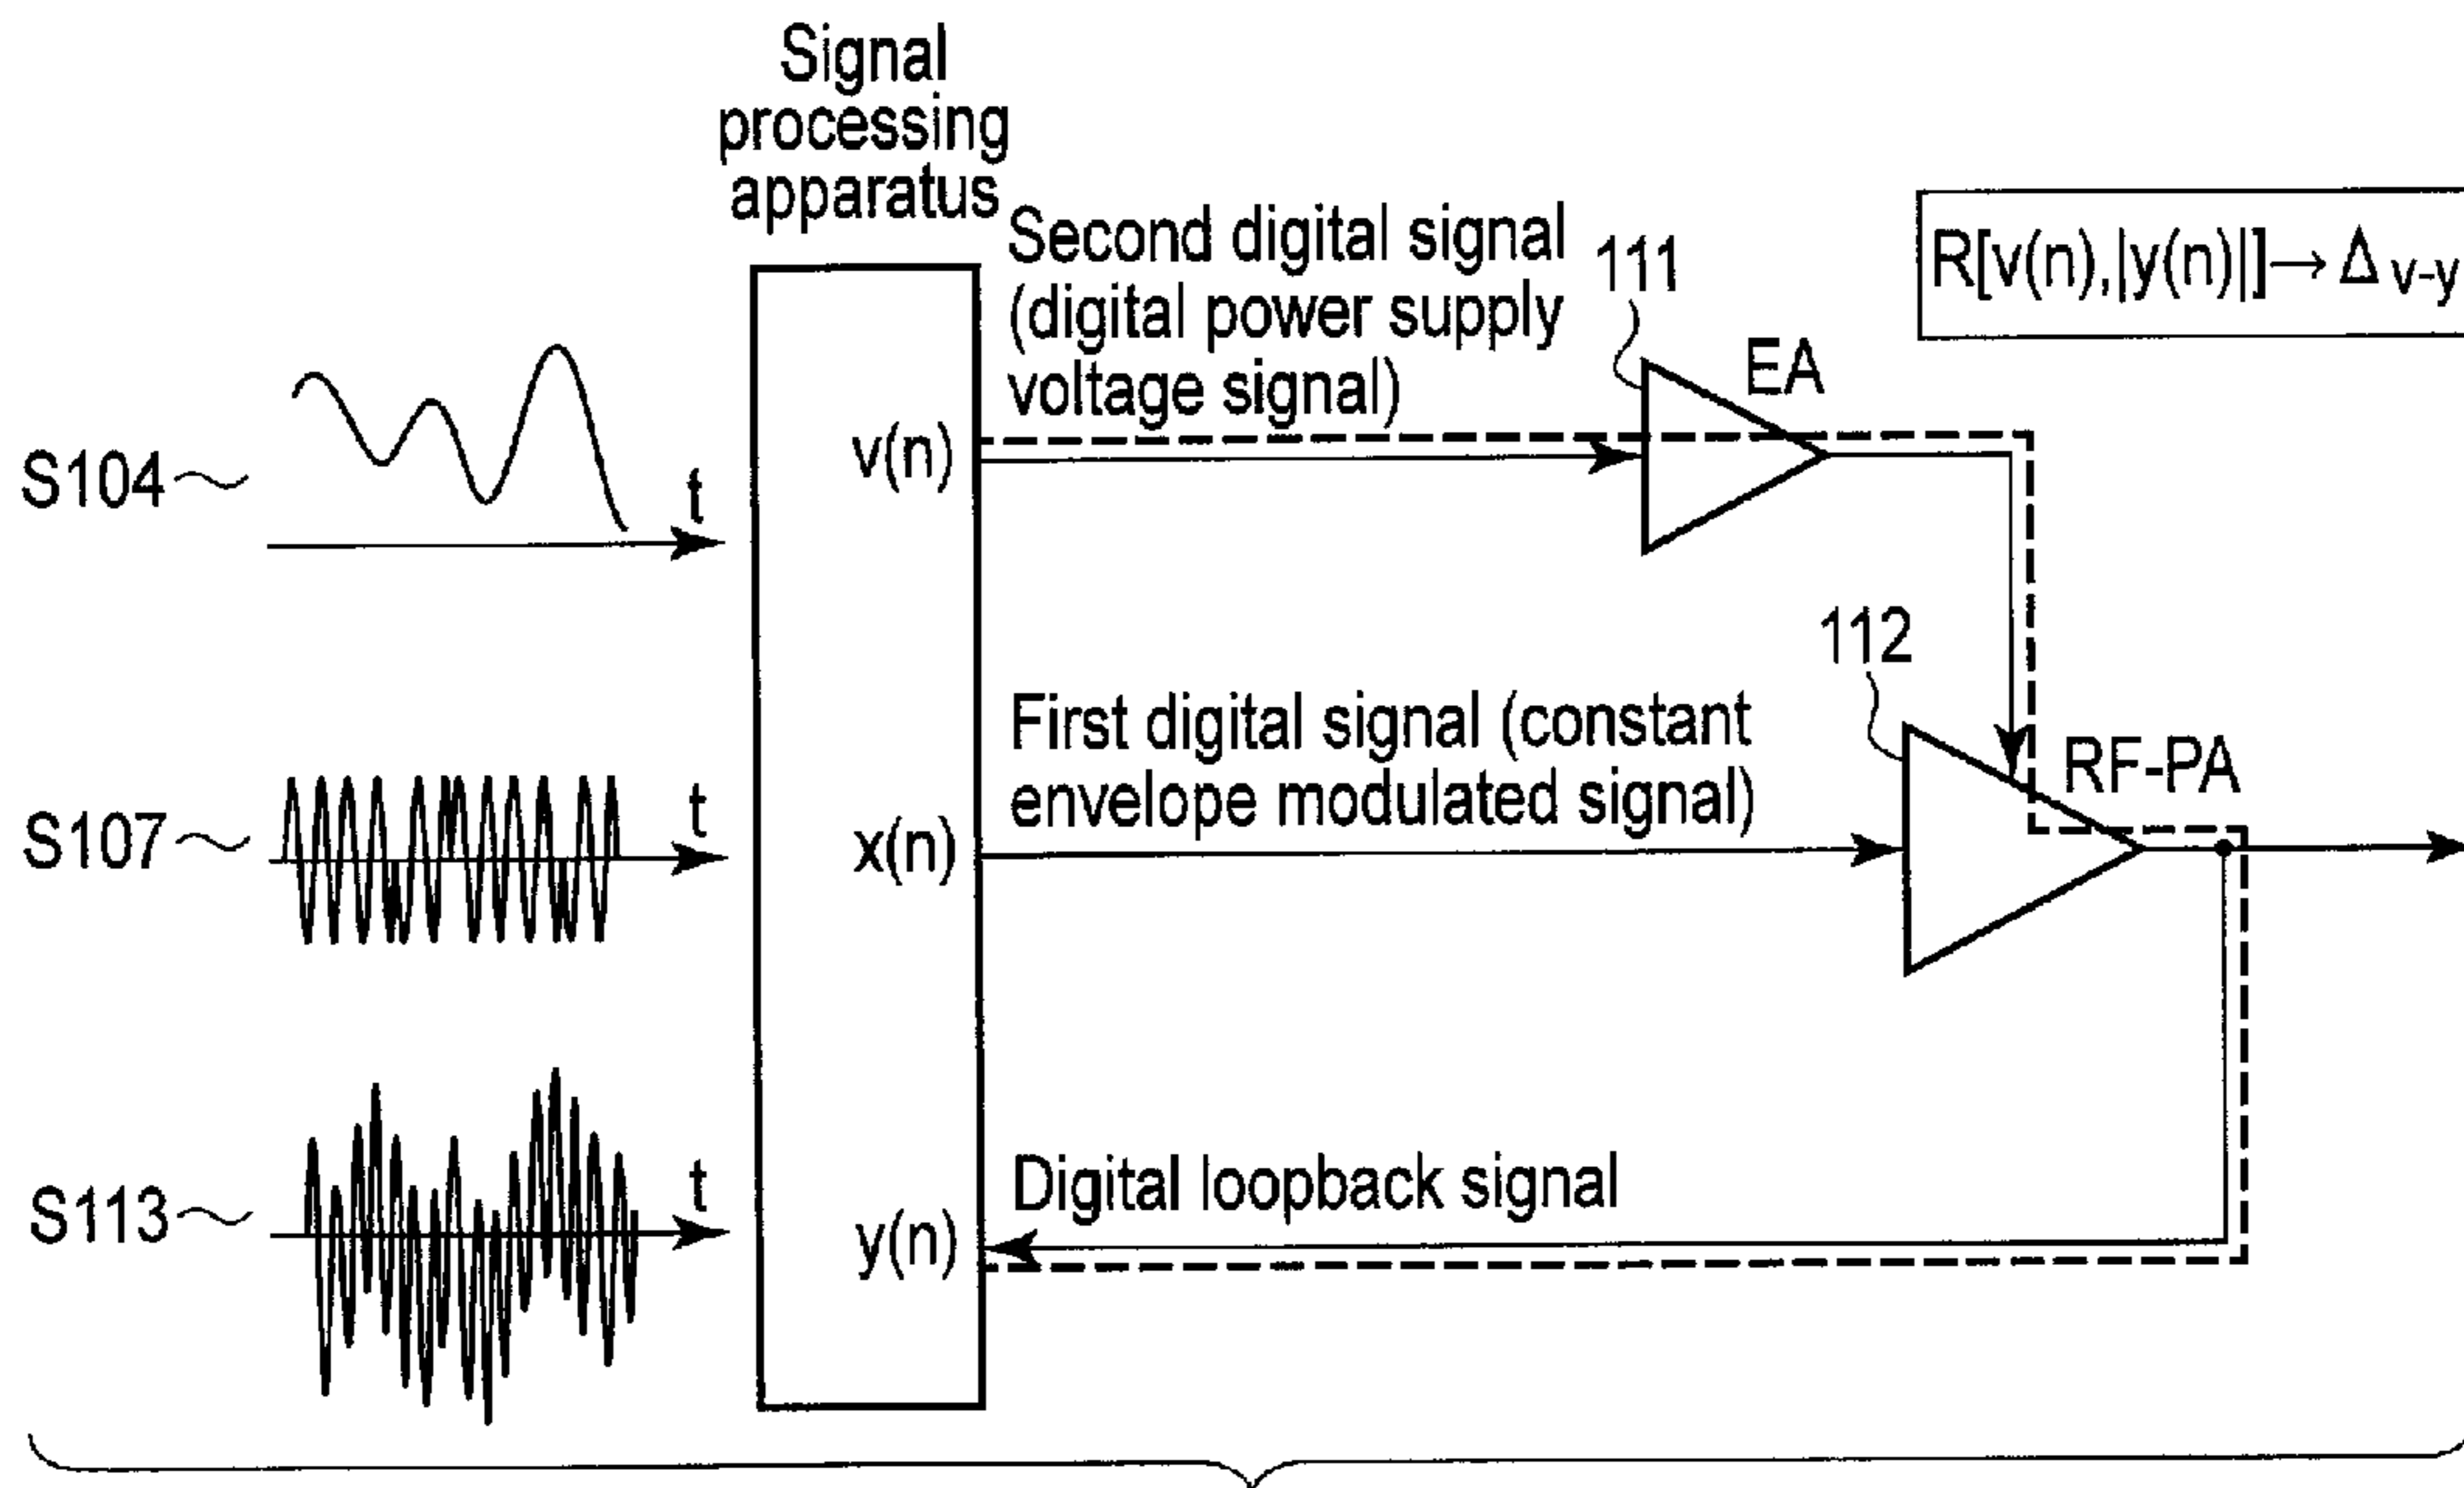 Signal
processing
apparatus
Second digital signal
(digital power supply
voltage signal)
111
EA
R[v(n),|y(n)|]→Δ v-y
S104
t
v(n)
112
First digital signal (constant
envelope modulated signal)
RF-PA
S107
t
x(n)
Digital loopback signal
S113
t
y(n)